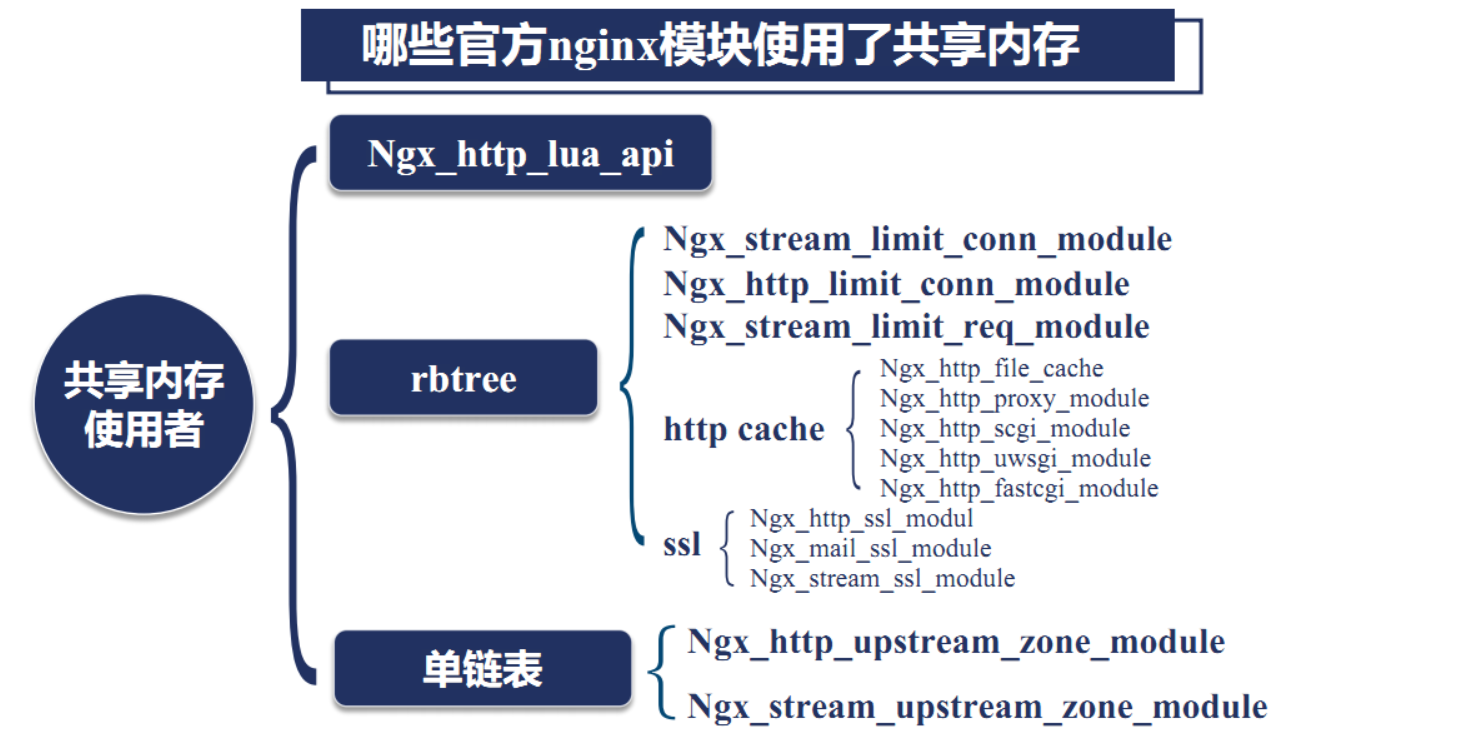 哪些官方nginx模块使用了共享内存
Ngx_http_lua_api
共享内存
使用者
rbtree
Ngx_stream_limit_conn_module
Ngx_http_limit_conn_module
Ngx_stream_limit_req_module
http cache
Ngx_http_file_cache
Ngx_http_proxy_module
Ngx_http_scgi_module
Ngx_http_uwsgi_module
Ngx_http_fastcgi_module
ssl
Ngx_http_ssl_modul
Ngx_mail_ssl_module
Ngx_stream_ssl_module
单链表
Ngx_http_upstream_zone_module
Ngx_stream_upstream_zone_module